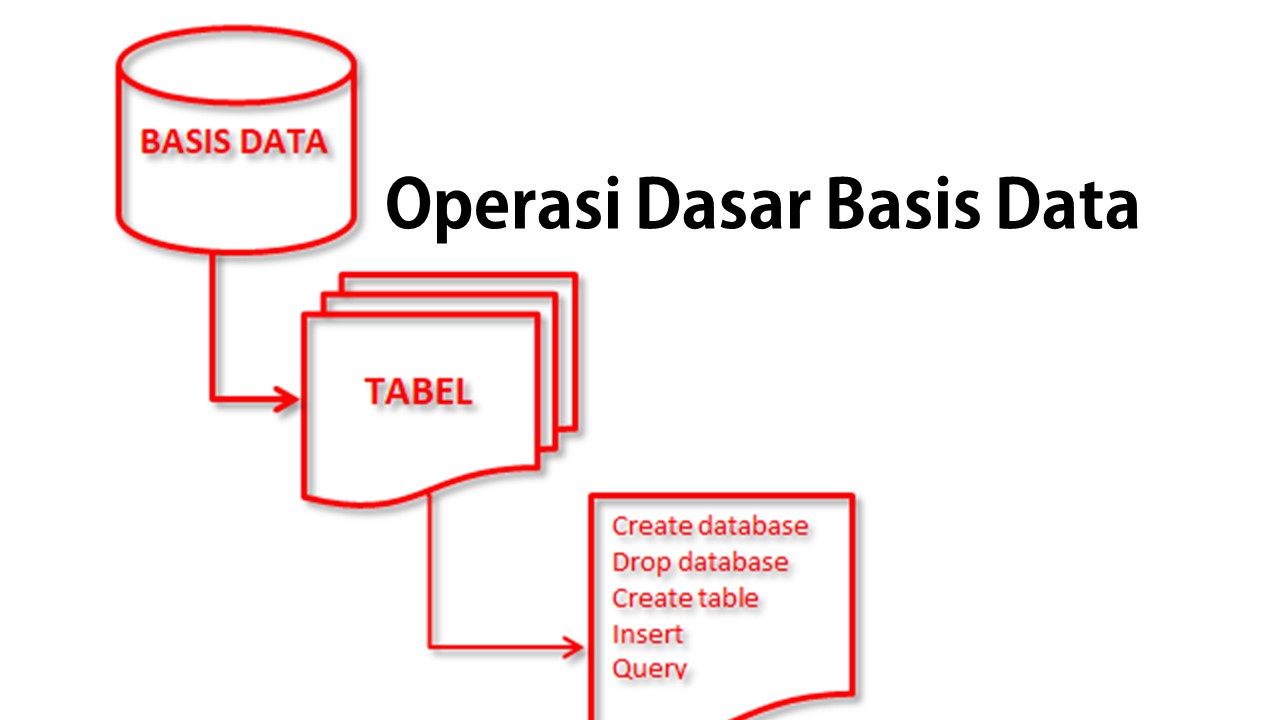 BASIS DATA
Operasi Dasar Basis Data
TABEL
Create database
Drop database
Create table
Insert
Query